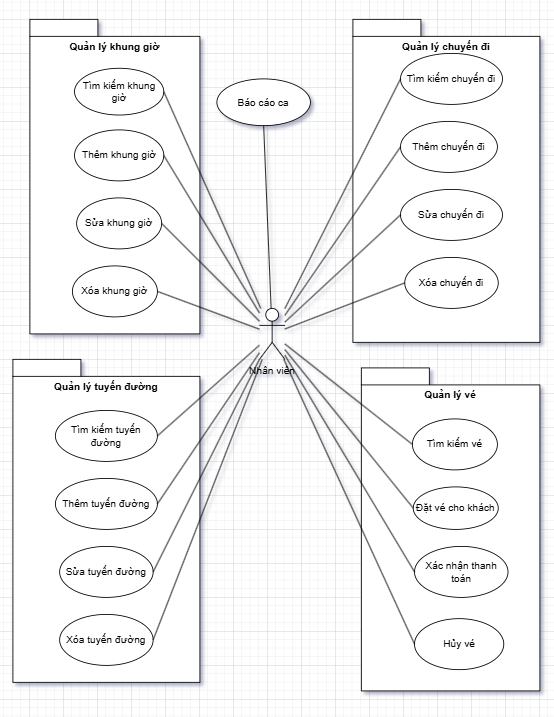 Quản lý khung giờ
Tìm kiếm khung
giờ
Thêm khung giờ
Sửa khung giờ
Xóa khung giờ
Báo cáo ca
Quản lý chuyến đi
Tìm kiếm chuyến đi
Thêm chuyến đi
Sửa chuyến đi
Xóa chuyến đi
Nhân viên
Quản lý tuyến đường
Tìm kiếm tuyến
đường
Thêm tuyến đường
Sửa tuyến đường
Xóa tuyến đường
Quản lý vé
Tìm kiếm vé
Đặt vé cho khách
Xác nhận thanh
toán
Hủy vé